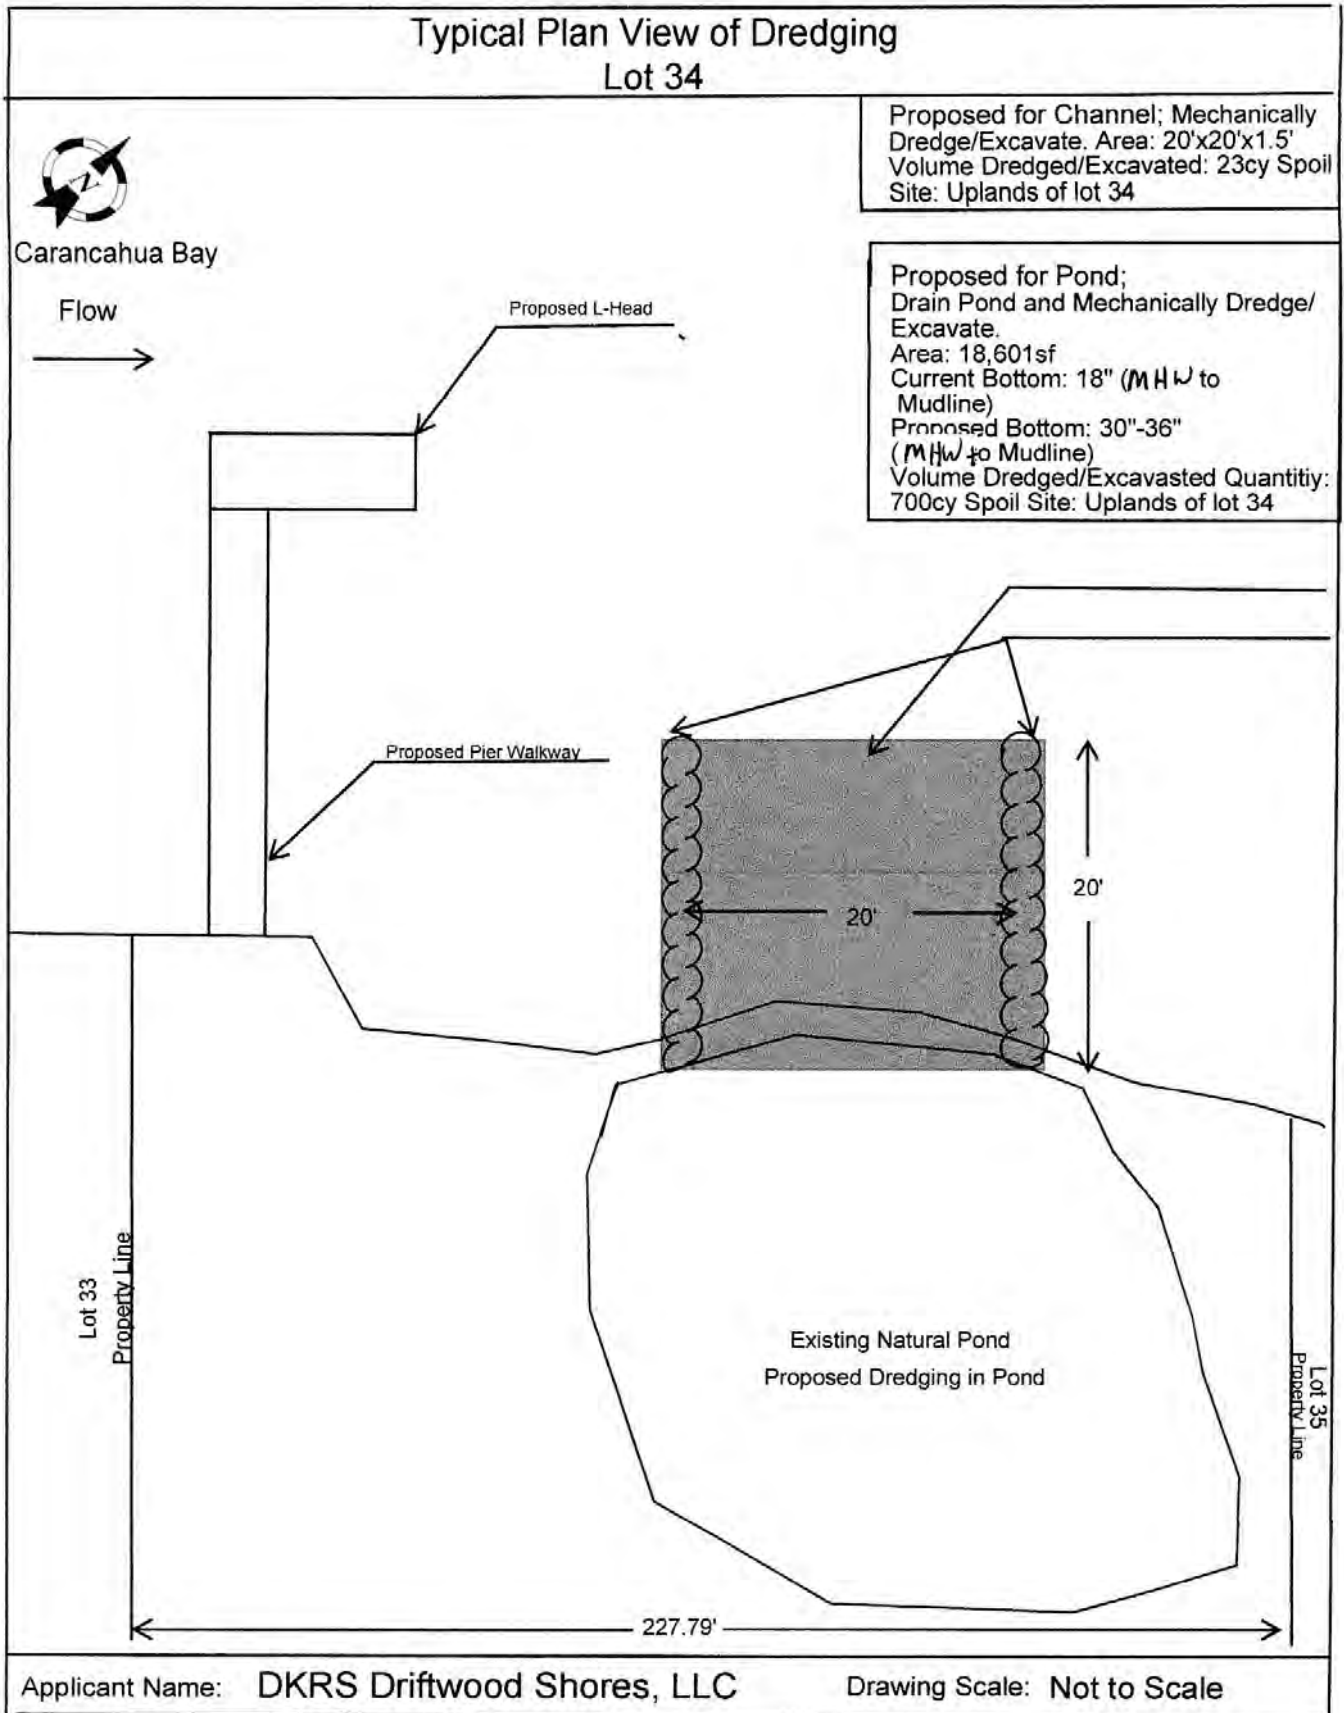 Typical Plan View of Dredging
Lot 34
Proposed for Channel; Mechanically
Dredge/Excavate. Area: 20'x20'x1.5'
Volume Dredged/Excavated: 23cy Spoil
Site: Uplands of lot 34
N
Carancahua Bay
Flow
Proposed L-Head
Proposed for Pond;
Drain Pond and Mechanically Dredge/
Excavate.
Area: 18,601sf
Current Bottom: 18" (MHW to
Mudline)
Proposed Bottom: 30"-36"
(MHW to Mudline)
Volume Dredged/Excavasted Quantitiy:
700cy Spoil Site: Uplands of lot 34
Proposed Pier Walkway
20'
20'
Lot 33
Property Line
Existing Natural Pond
Proposed Dredging in Pond
Lot 35
Property Line
227.79'
Applicant Name: DKRS Driftwood Shores, LLC Drawing Scale: Not to Scale